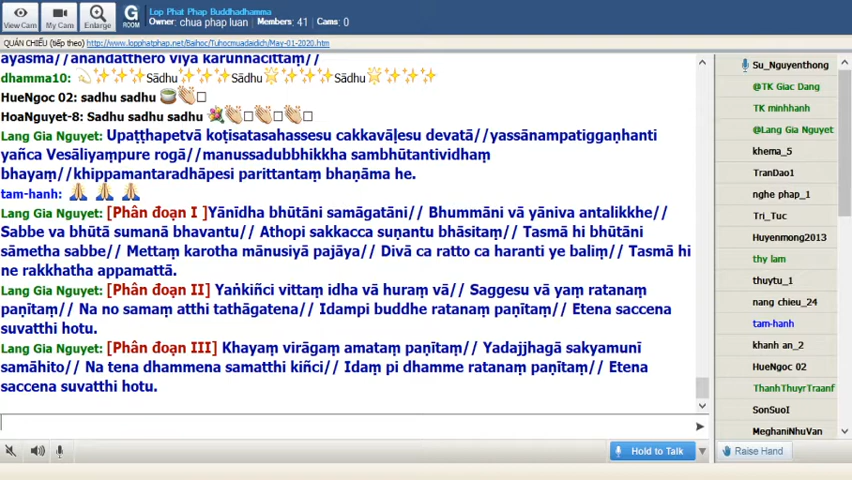 View Cam
My Cam
Enlarge
G
ROOM
Lop Phat Phap Buddhadhamma
Owner: chua phap luan Members: 41 Cams: 0
QUÁN CHIẾU (tiếp theo) http://www.lopphatphap.net/Baihoc/Tuhocmuadaidich/May-01-2020.htm
āyasmā//ānandatthero viya kāruññacittaṃ//
dhamma10: Sādhu Sādhu Sādhu
HueNgoc 02: sadhu sadhu
HoaNguyet-8: Sadhu sadhu sadhu
Lang Gia Nguyet: Upaṭṭhapetvā koṭisatasahassesu cakkavāḷesu devatā//yassānampatiggaṇhanti
yañca Vesāliyaṃpure rogā//manussadubbhikkha sambhūtantividhaṃ
bhayaṃ//khippamantaradhāpesi parittantaṃ bhaṇāma he.
tam-hanh:
Lang Gia Nguyet: [Phân đoạn I ]Yānīdha bhūtāni samāgatāni// Bhummāni vā yāniva antalikkhe//
Sabbe va bhūtā sumanā bhavantu// Athopi sakkacca suṇantu bhāsitaṃ// Tasmā hi bhūtāni
sāmetha sabbe// Mettaṃ karotha mānusiyā pajāya// Divā ca ratto ca haranti ye baliṃ// Tasmā hi
ne rakkhatha appamattā.
Lang Gia Nguyet: [Phân đoạn II] Yaṅkiñci vittaṃ idha vā huraṃ vā// Saggesu vā yaṃ ratanaṃ
paṇītaṃ// Na no samaṃ atthi tathāgatena// Idampi buddhe ratanaṃ paṇītaṃ// Etena saccena
suvatthi hotu.
Lang Gia Nguyet: [Phân đoạn III] Khayaṃ virāgaṃ amataṃ paṇītaṃ// Yadajjhagā sakyamunī
samāhito// Na tena dhammena samatthi kiñci// Idaṃ pi dhamme ratanaṃ paṇītaṃ// Etena
saccena suvatthi hotu.
Hold to Talk
Su_Nguyenthong
@TK Giac Dang
TK minhhanh
@Lang Gia Nguyet
khema_5
TranDao1
nghe phap_1
Tri_Tuc
Huyenmong2013
thy lam
thuytu_1
nang chieu_24
tam-hanh
khanh an_2
HueNgoc 02
ThanhThuyrTraanf
SonSuoI
MeghaniNhuVan
Raise Hand